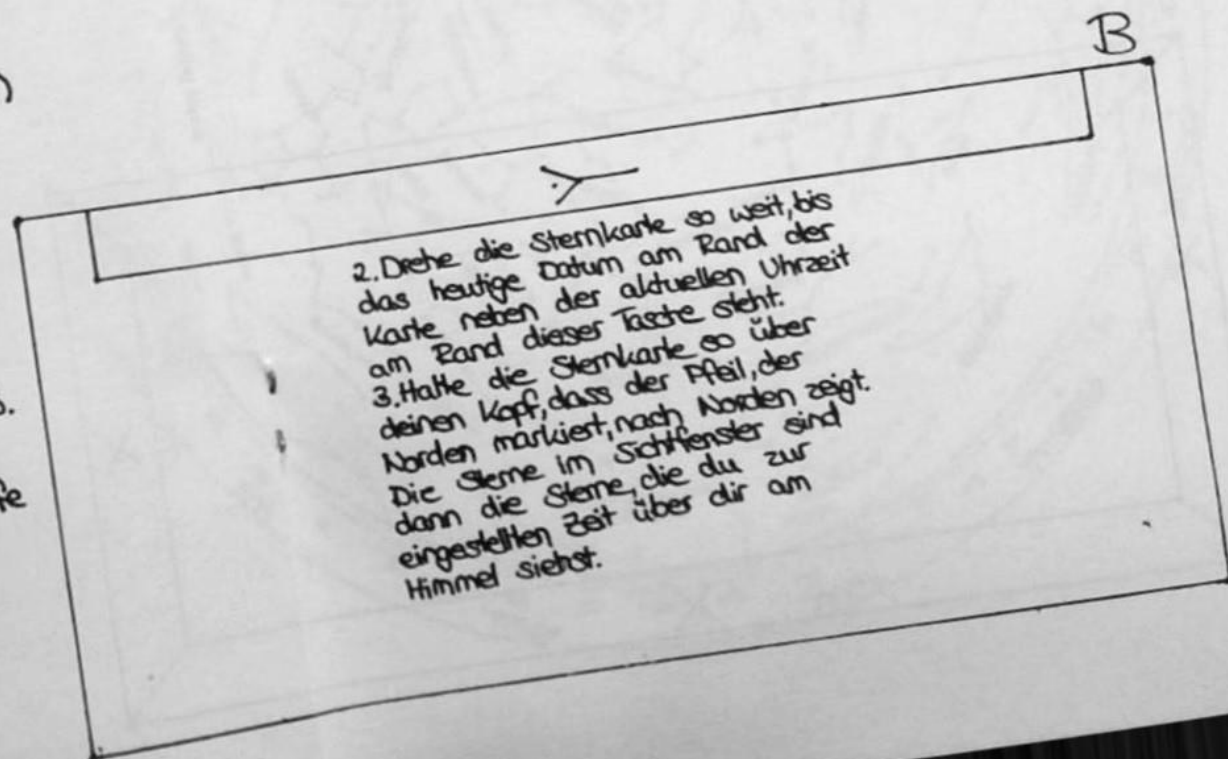 B
2. Drehe die Sternkarte so weit, bis
das heutige Datum am Rand der
Karte neben der aktuellen Uhrzeit
am Rand dieser Tasche steht.
3. Halte die Sternkarte so über
deinen Kopf, dass der Pfeil, der
Norden markiert, nach Norden zeigt.
Die Sterne im Sichtfenster sind
dann die Sterne, die du zur
eingestellten Zeit über dir am
Himmel siehst.